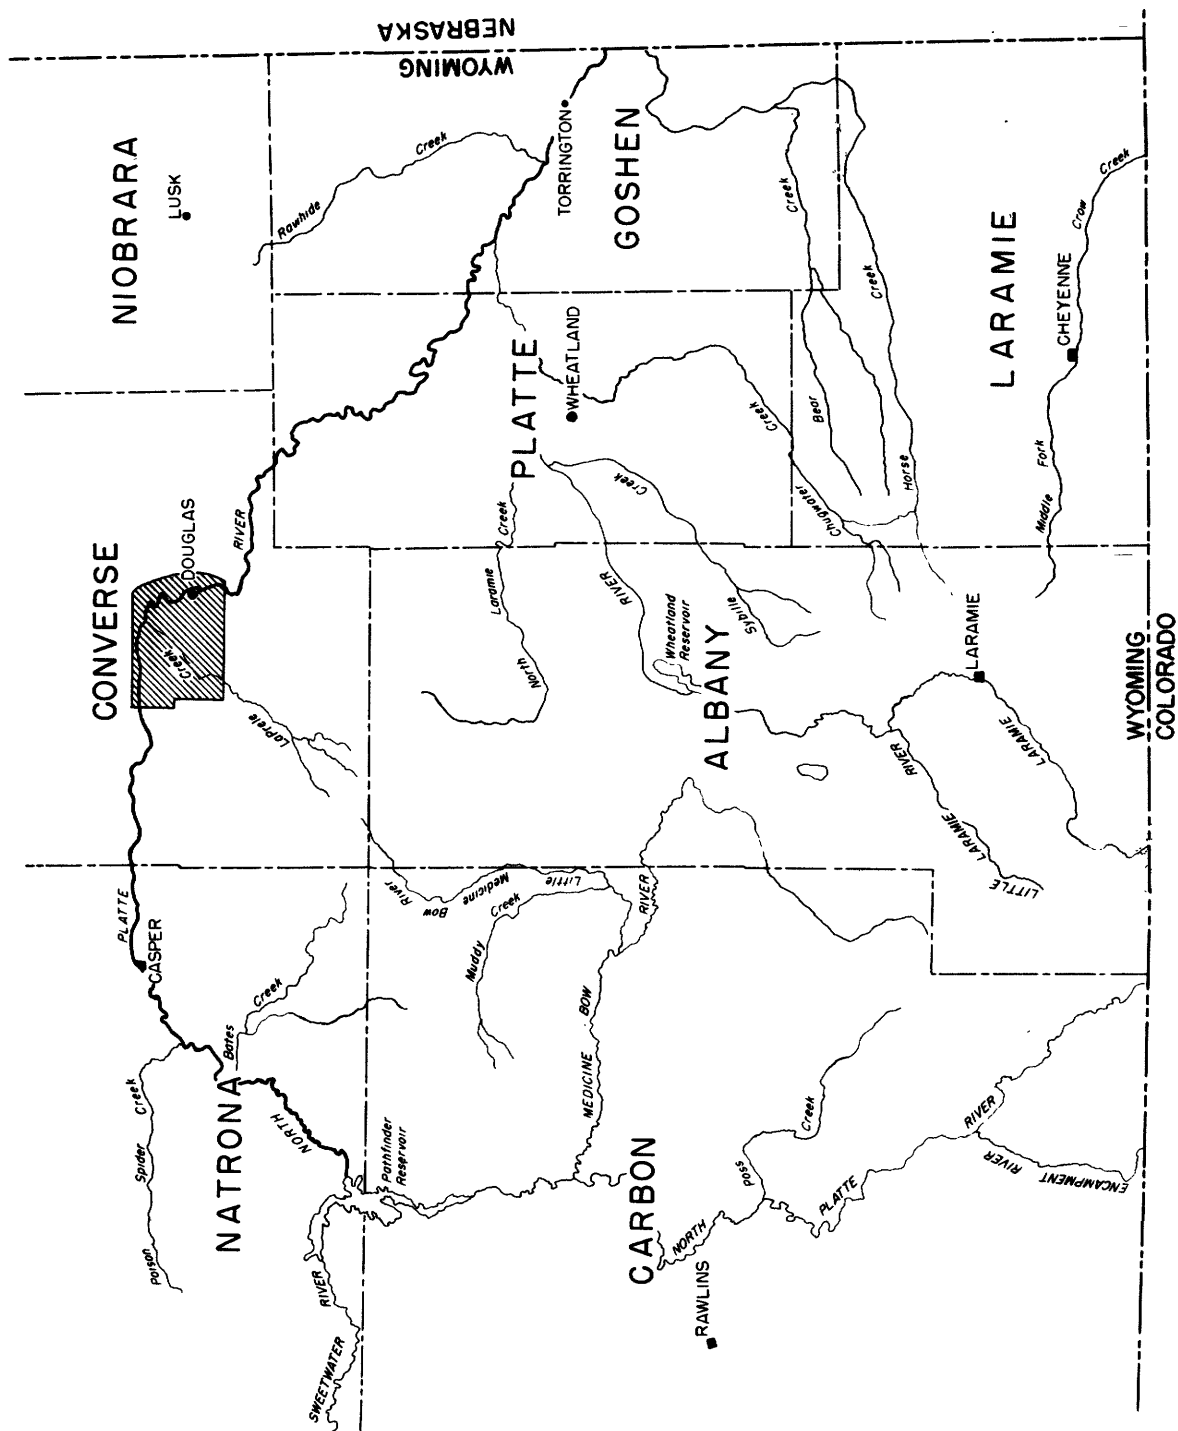 NEBRASKA
WYOMING
NIOBRARA
LUSK
Rawhide
Creek
TORRINGTON
GOSHEN
Creek
Creek
LARAMIE
CHEYENNE
Crow
Creek
Middle
Fork
PLATTE
WHEATLAND
Creek
Chugwater
Bear
Horse
CONVERSE
DOUGLAS
RIVER
Creek
LaPrele
North
Laramie
Creek
RIVER
Creek
Sybille
Wheatland
Reservoir
ALBANY
LARAMIE
RIVER
LARAMIE
LITTLE
LARAMIE
WYOMING
COLORADO
PLATTE
CASPER
Creek
Bates
Poison
Spider
Creek
NATRONA
NORTH
Pathfinder
Reservoir
SWEETWATER
RIVER
Little
Medicine
Bow
River
Muddy
Creek
MEDICINE
BOW
RIVER
CARBON
RAWLINS
NORTH
PLATTE
RIVER
Poss
Creek
ENCAMPMENT
RIVER